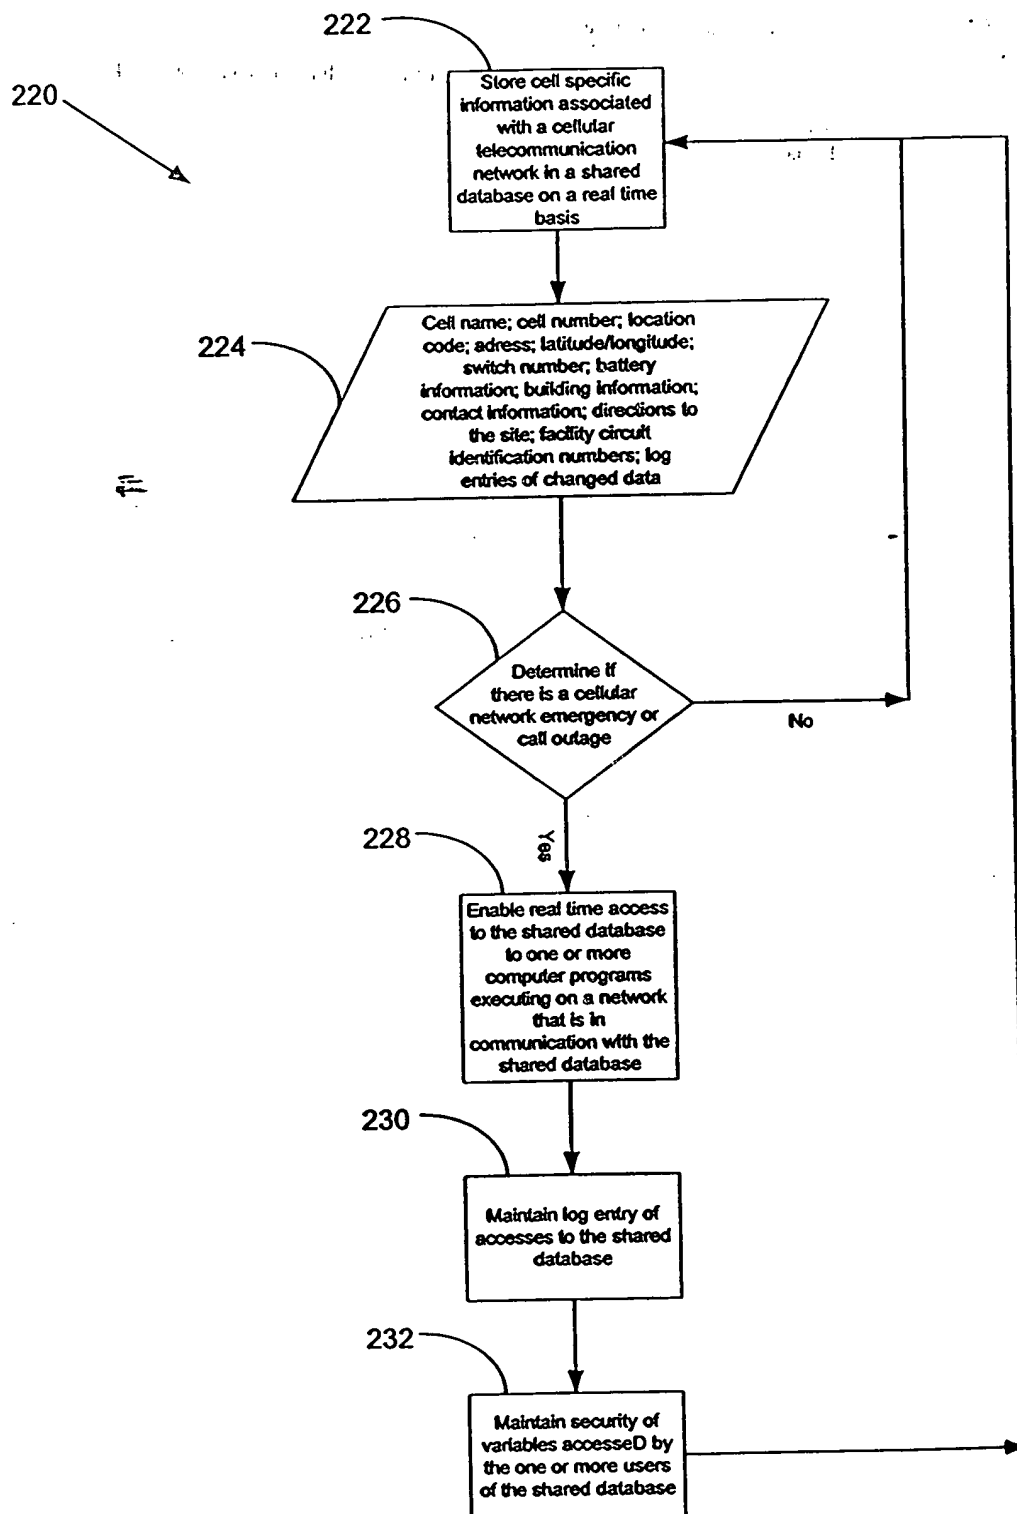 222
220
Store cell specific
information associated
with a cellular
telecommunication
network in a shared
database on a real time
basis
224
Cell name; cell number; location
code; adress; latitude/longitude;
switch number; battery
information; building information;
contact information; directions to
the site; facility circuit
identification numbers; log
entries of changed data
226
Determine if
there is a cellular
network emergency or
call outage
No
Yes
228
Enable real time access
to the shared database
to one or more
computer programs
executing on a network
that is in
communication with the
shared database
230
Maintain log entry of
accesses to the shared
database
232
Maintain security of
variables accesseD by
the one or more users
of the shared database